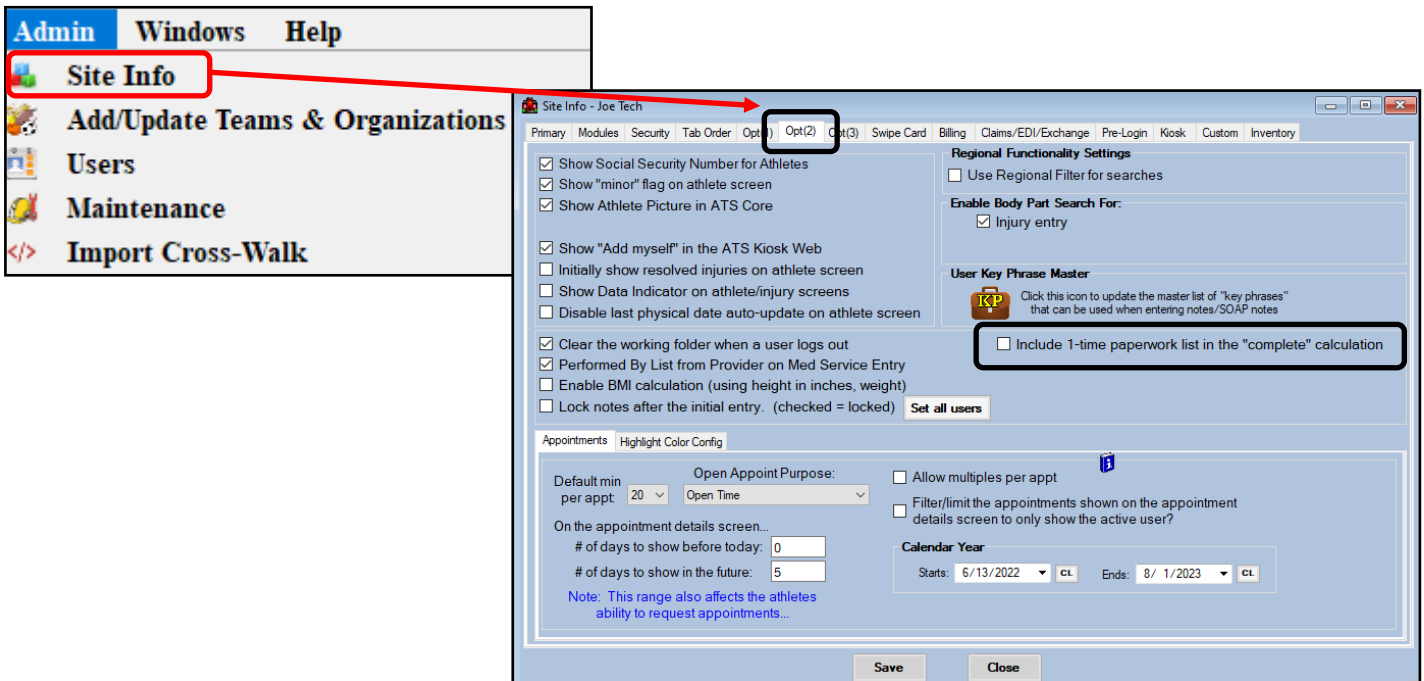 Admin Windows Help
Site Info
Add/Update Teams & Organizations
Users
Maintenance
</> Import Cross-Walk
Site Info - Joe Tech
Primary Modules Security Tab Order Opt(1) Opt(2) Opt(3) Swipe Card Billing Claims/EDI/Exchange Pre-Login Kiosk Custom Inventory
Show Social Security Number for Athletes
Show "minor" flag on athlete screen
Show Athlete Picture in ATS Core
Show "Add myself" in the ATS Kiosk Web
Initially show resolved injuries on athlete screen
Show Data Indicator on athlete/injury screens
Disable last physical date auto-update on athlete screen
Regional Functionality Settings
Use Regional Filter for searches
Enable Body Part Search For:
Injury entry
User Key Phrase Master
KP
Click this icon to update the master list of "key phrases"
that can be used when entering notes/SOAP notes
Clear the working folder when a user logs out
Performed By List from Provider on Med Service Entry
Enable BMI calculation (using height in inches, weight)
Lock notes after the initial entry. (checked = locked) Set all users
Include 1-time paperwork list in the "complete" calculation
Appointments Highlight Color Config
Default min
per appt: 20
Open Appoint Purpose:
Open Time
On the appointment details screen...
# of days to show before today: 0
# of days to show in the future: 5
Note: This range also affects the athletes
ability to request appointments...
Allow multiples per appt
Filter/limit the appointments shown on the appointment
details screen to only show the active user?
Calendar Year
Starts: 6/13/2022 CL Ends: 8/ 1/2023 CL
Save Close